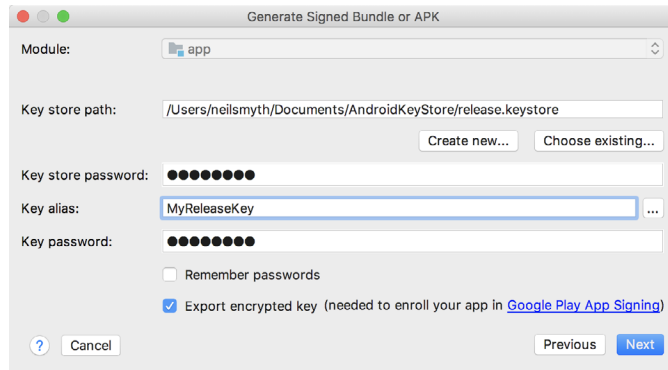 Generate Signed Bundle or APK
Module: app
Key store path: /Users/neilsmyth/Documents/AndroidKeyStore/release.keystore
Create new... Choose existing...
Key store password: ●●●●●●●●
Key alias: MyReleaseKey ...
Key password: ●●●●●●●●
Remember passwords
Export encrypted key (needed to enroll your app in Google Play App Signing)
? Cancel Previous Next